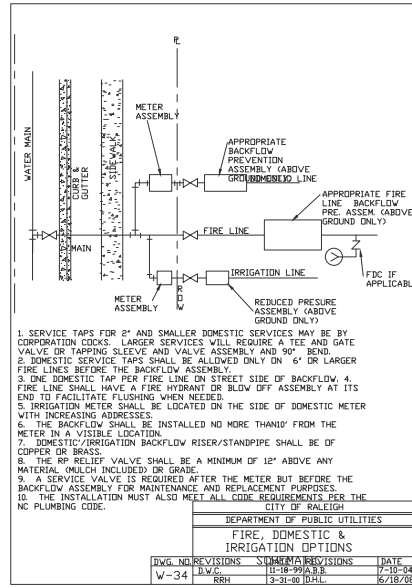 PL
METER
ASSEMBLY
WATER MAIN
CURB &
GUTTER
SIDEWALK
APPROPRIATE
BACKFLOW
PREVENTION
ASSEMBLY (ABOVE
GROUND ONLY)
DOMESTIC LINE
APPROPRIATE FIRE
LINE BACKFLOW
PRE. ASSEM. (ABOVE
GROUND ONLY)
FIRE LINE
MAIN
FDC IF
APPLICABL
IRRIGATION LINE
ROW
METER
ASSEMBLY
REDUCED PRESURE
ASSEMBLY (ABOVE
GROUND ONLY)
1. SERVICE TAPS FOR 2" AND SMALLER DOMESTIC SERVICES MAY BE BY
CORPORATION COCKS. LARGER SERVICES WILL REQUIRE A TEE AND GATE
VALVE OR TAPPING SLEEVE AND VALVE ASSEMBLY AND 90° BEND.
2. DOMESTIC SERVICE TAPS SHALL BE ALLOWED ONLY ON 6" OR LARGER
FIRE LINES BEFORE THE BACKFLOW ASSEMBLY.
3. ONE DOMESTIC TAP PER FIRE LINE ON STREET SIDE OF BACKFLOW. 4.
FIRE LINE SHALL HAVE A FIRE HYDRANT OR BLOW OFF ASSEMBLY AT ITS
END TO FACILITATE FLUSHING WHEN NEEDED.
5. IRRIGATION METER SHALL BE LOCATED ON THE SIDE OF DOMESTIC METER
WITH INCREASING ADDRESSES.
6. THE BACKFLOW SHALL BE INSTALLED NO MORE THAN10' FROM THE
METER IN A VISIBLE LOCATION.
7. DOMESTIC/IRRIGATION BACKFLOW RISER/STANDPIPE SHALL BE OF
COPPER OR BRASS.
8. THE RP RELIEF VALVE SHALL BE A MINIMUM OF 12" ABOVE ANY
MATERIAL (MULCH INCLUDED) OR GRADE.
9. A SERVICE VALVE IS REQUIRED AFTER THE METER BUT BEFORE THE
BACKFLOW ASSEMBLY FOR MAINTENANCE AND REPLACEMENT PURPOSES.
10. THE INSTALLATION MUST ALSO MEET ALL CODE REQUIREMENTS PER THE
NC PLUMBING CODE.
CITY OF RALEIGH
DEPARTMENT OF PUBLIC UTILITIES
FIRE, DOMESTIC &
IRRIGATION OPTIONS
SCHEMATIC
DWG. NO. REVISIONS DATE REVISIONS DATE
W-34 D.W.C. 11-18-99 A.B.B. 7-10-04
RRH 3-31-00 D.H.L. 6/18/08